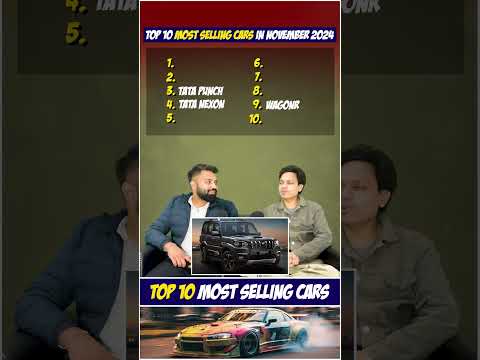 TOP 10 MOST SELLING CARS IN NOVEMBER 2024
1.
2.
3. TATA PUNCH
4. TATA NEXON
5.
6.
7.
8.
9. WAGONR
10.
TOP 10 MOST SELLING CARS